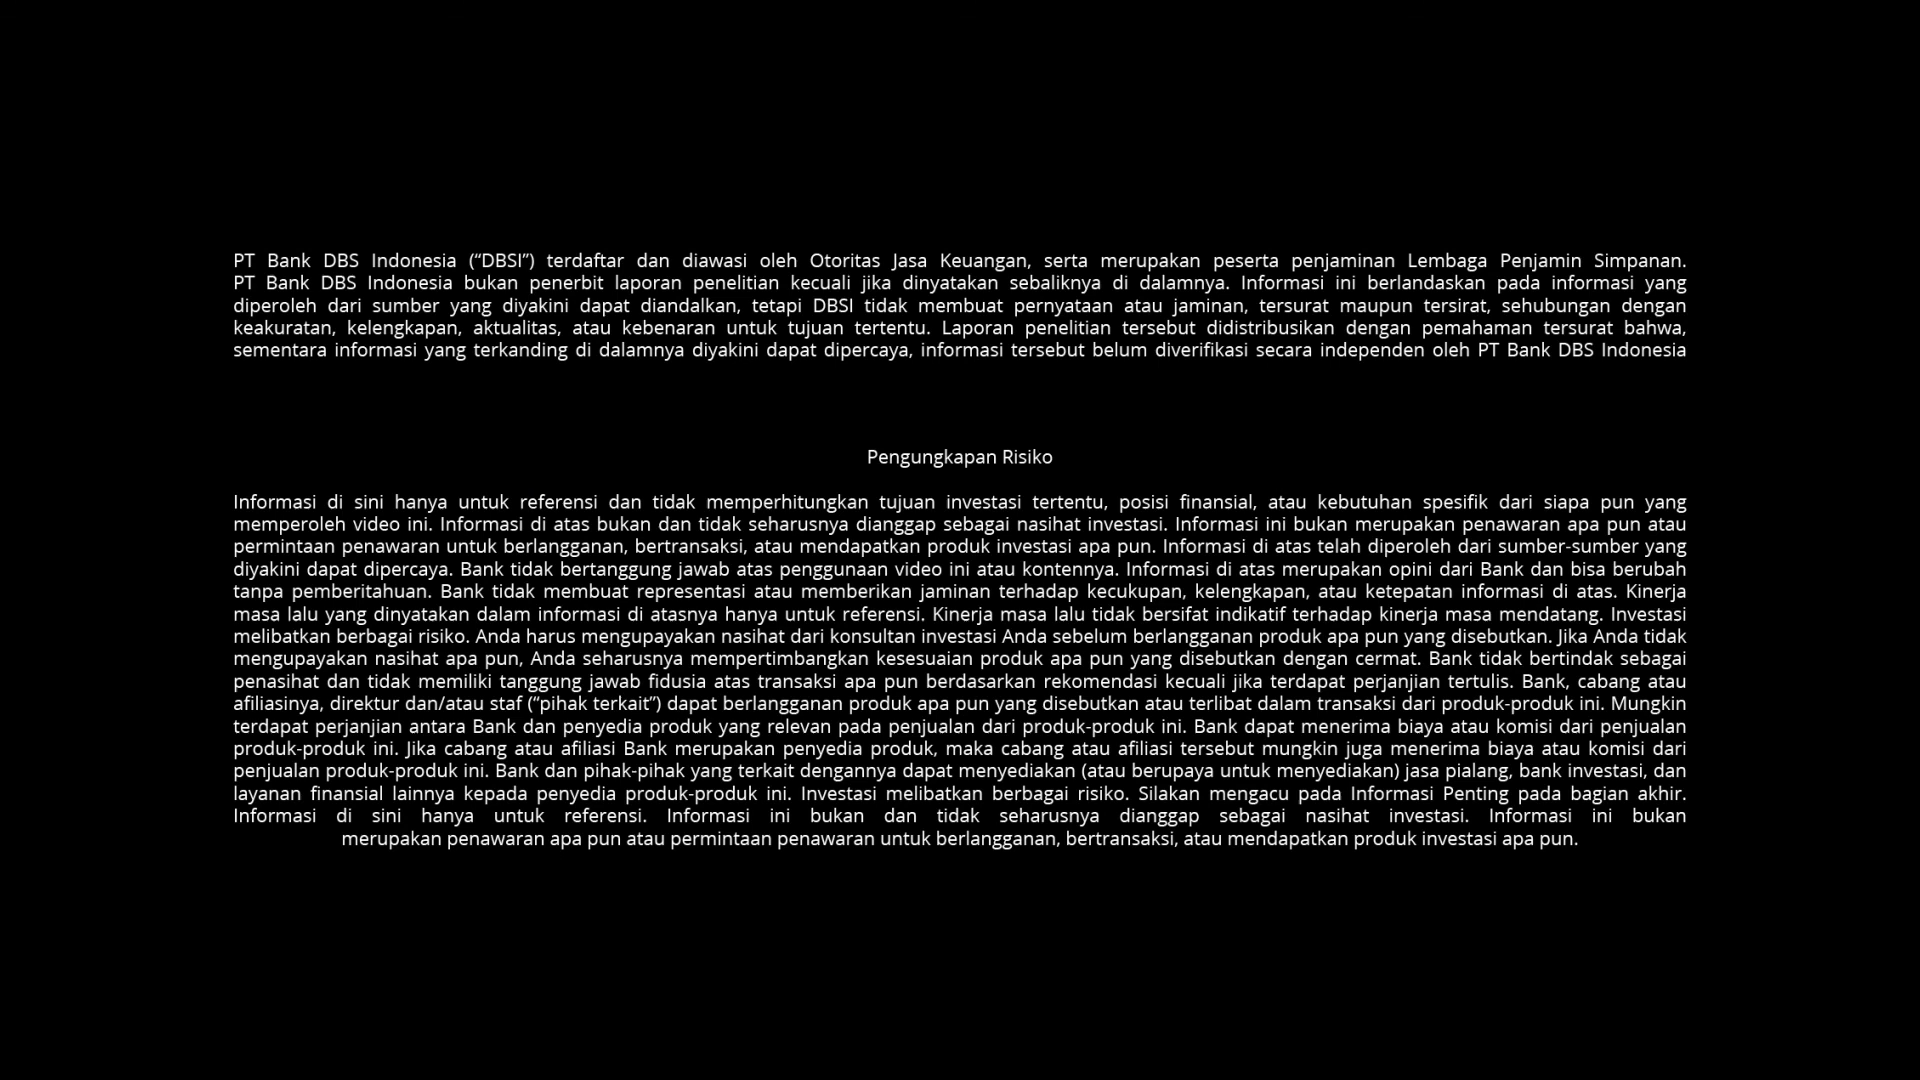 PT Bank DBS Indonesia (“DBSI”) terdaftar dan diawasi oleh Otoritas Jasa Keuangan, serta merupakan peserta penjaminan Lembaga Penjamin Simpanan.
PT Bank DBS Indonesia bukan penerbit laporan penelitian kecuali jika dinyatakan sebaliknya di dalamnya. Informasi ini berlandaskan pada informasi yang
diperoleh dari sumber yang diyakini dapat diandalkan, tetapi DBSI tidak membuat pernyataan atau jaminan, tersurat maupun tersirat, sehubungan dengan
keakuratan, kelengkapan, aktualitas, atau kebenaran untuk tujuan tertentu. Laporan penelitian tersebut didistribusikan dengan pemahaman tersurat bahwa,
sementara informasi yang terkanding di dalamnya diyakini dapat dipercaya, informasi tersebut belum diverifikasi secara independen oleh PT Bank DBS Indonesia
Pengungkapan Risiko
Informasi di sini hanya untuk referensi dan tidak memperhitungkan tujuan investasi tertentu, posisi finansial, atau kebutuhan spesifik dari siapa pun yang
memperoleh video ini. Informasi di atas bukan dan tidak seharusnya dianggap sebagai nasihat investasi. Informasi ini bukan merupakan penawaran apa pun atau
permintaan penawaran untuk berlangganan, bertransaksi, atau mendapatkan produk investasi apa pun. Informasi di atas telah diperoleh dari sumber-sumber yang
diyakini dapat dipercaya. Bank tidak bertanggung jawab atas penggunaan video ini atau kontennya. Informasi di atas merupakan opini dari Bank dan bisa berubah
tanpa pemberitahuan. Bank tidak membuat representasi atau memberikan jaminan terhadap kecukupan, kelengkapan, atau ketepatan informasi di atas. Kinerja
masa lalu yang dinyatakan dalam informasi di atasnya hanya untuk referensi. Kinerja masa lalu tidak bersifat indikatif terhadap kinerja masa mendatang. Investasi
melibatkan berbagai risiko. Anda harus mengupayakan nasihat dari konsultan investasi Anda sebelum berlangganan produk apa pun yang disebutkan. Jika Anda tidak
mengupayakan nasihat apa pun, Anda seharusnya mempertimbangkan kesesuaian produk apa pun yang disebutkan dengan cermat. Bank tidak bertindak sebagai
penasihat dan tidak memiliki tanggung jawab fidusia atas transaksi apa pun berdasarkan rekomendasi kecuali jika terdapat perjanjian tertulis. Bank, cabang atau
afiliasinya, direktur dan/atau staf (“pihak terkait”) dapat berlangganan produk apa pun yang disebutkan atau terlibat dalam transaksi dari produk-produk ini. Mungkin
terdapat perjanjian antara Bank dan penyedia produk yang relevan pada penjualan dari produk-produk ini. Bank dapat menerima biaya atau komisi dari penjualan
produk-produk ini. Jika cabang atau afiliasi Bank merupakan penyedia produk, maka cabang atau afiliasi tersebut mungkin juga menerima biaya atau komisi dari
penjualan produk-produk ini. Bank dan pihak-pihak yang terkait dengannya dapat menyediakan (atau berupaya untuk menyediakan) jasa pialang, bank investasi, dan
layanan finansial lainnya kepada penyedia produk-produk ini. Investasi melibatkan berbagai risiko. Silakan mengacu pada Informasi Penting pada bagian akhir.
Informasi di sini hanya untuk referensi. Informasi ini bukan dan tidak seharusnya dianggap sebagai nasihat investasi. Informasi ini bukan
merupakan penawaran apa pun atau permintaan penawaran untuk berlangganan, bertransaksi, atau mendapatkan produk investasi apa pun.